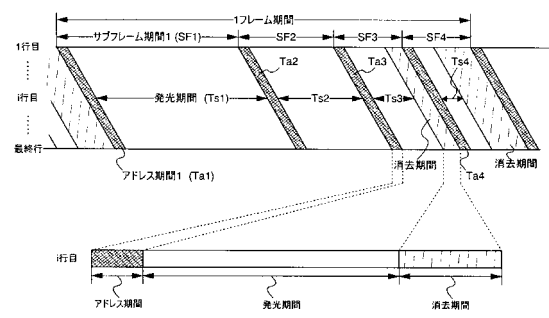 1フレーム期間
サブフレーム期間1 (SF1) SF2 SF3 SF4
1行目
Ta2 Ta3 Ts4
i行目 発光期間 (Ts1) Ts2 Ts3
最終行
消去期間 消去期間
アドレス期間1 (Ta1) Ta4
i行目
アドレス期間 発光期間 消去期間